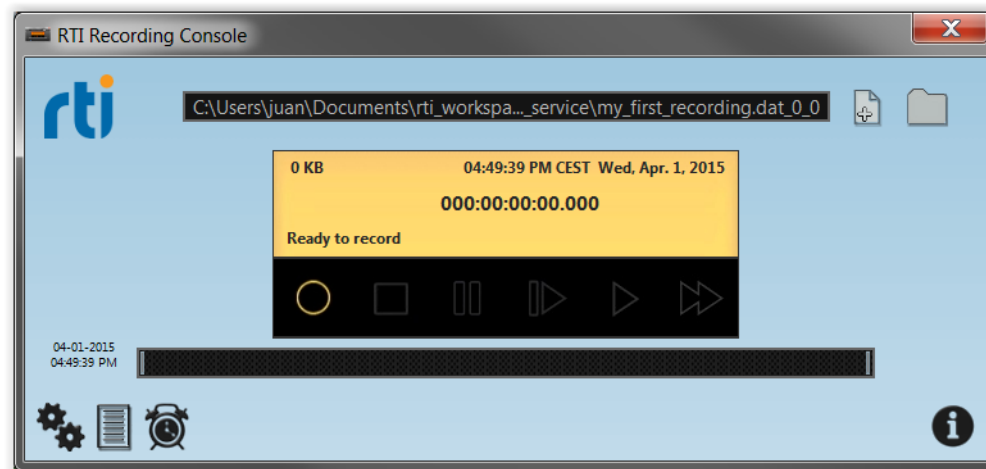 RTI Recording Console
rti
C:\Users\juan\Documents\rti_workspa..._service\my_first_recording.dat_0_0
0 KB 04:49:39 PM CEST Wed, Apr. 1, 2015
000:00:00:00.000
Ready to record
04-01-2015
04:49:39 PM